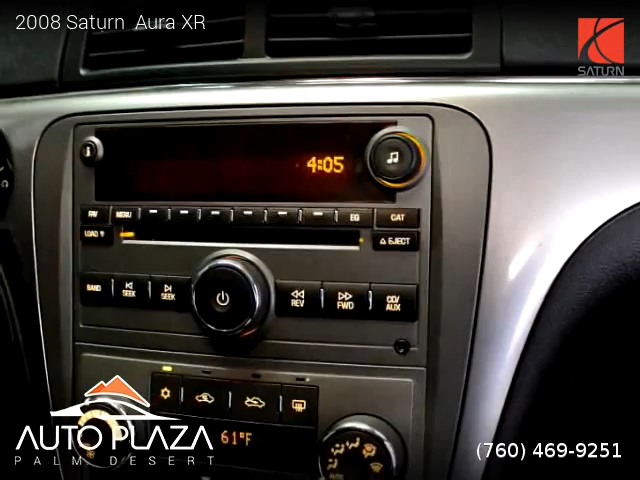 2008 Saturn Aura XR
SATURN
4:05
FAV MENU EQ CAT
LOAD EJECT
BAND SEEK SEEK REV FWD CD/AUX
61°F
AUTO PLAZA
PALM DESERT
(760) 469-9251